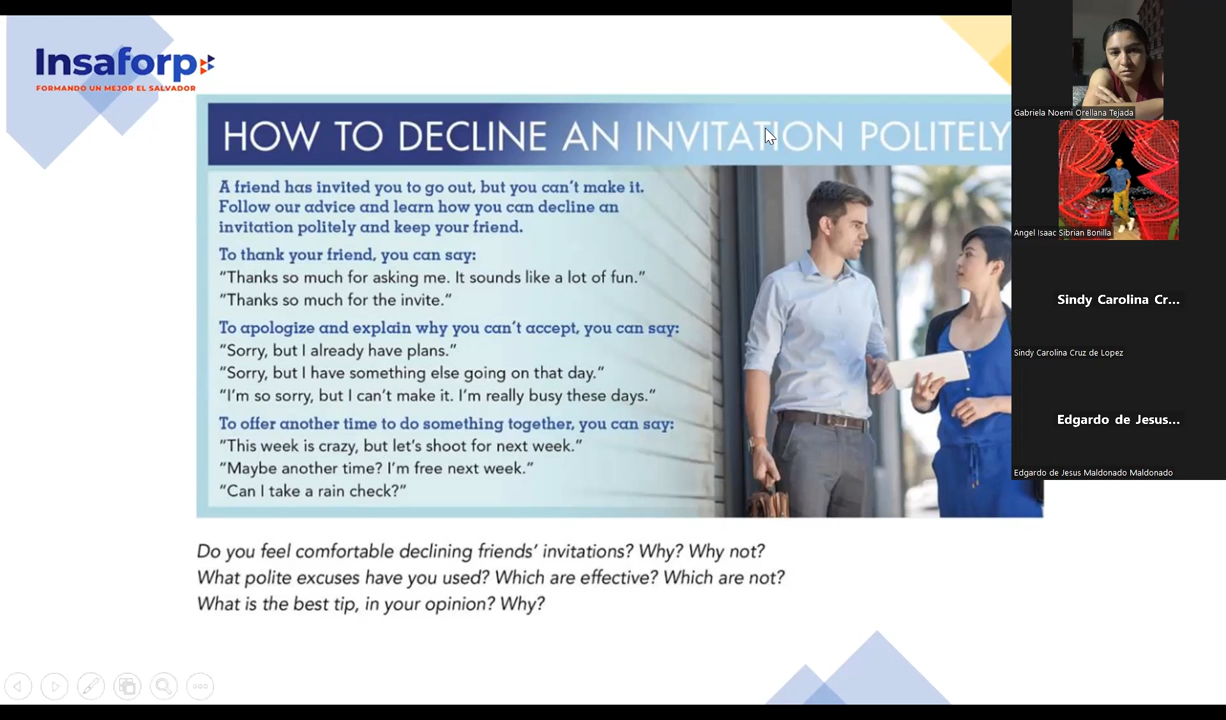 Insaforp
FORMANDO UN MEJOR EL SALVADOR
HOW TO DECLINE AN INVITATION POLITELY
A friend has invited you to go out, but you can't make it.
Follow our advice and learn how you can decline an
invitation politely and keep your friend.
To thank your friend, you can say:
“Thanks so much for asking me. It sounds like a lot of fun.”
“Thanks so much for the invite.”
To apologize and explain why you can't accept, you can say:
“Sorry, but I already have plans.”
“Sorry, but I have something else going on that day.”
“I'm so sorry, but I can't make it. I'm really busy these days.”
To offer another time to do something together, you can say:
“This week is crazy, but let's shoot for next week.”
“Maybe another time? I'm free next week.”
“Can I take a rain check?”
Do you feel comfortable declining friends' invitations? Why? Why not?
What polite excuses have you used? Which are effective? Which are not?
What is the best tip, in your opinion? Why?
Gabriela Noemi Orellana Tejada
Angel Isaac Sibrian Bonilla
Sindy Carolina Cr...
Sindy Carolina Cruz de Lopez
Edgardo de Jesus...
Edgardo de Jesus Maldonado Maldonado